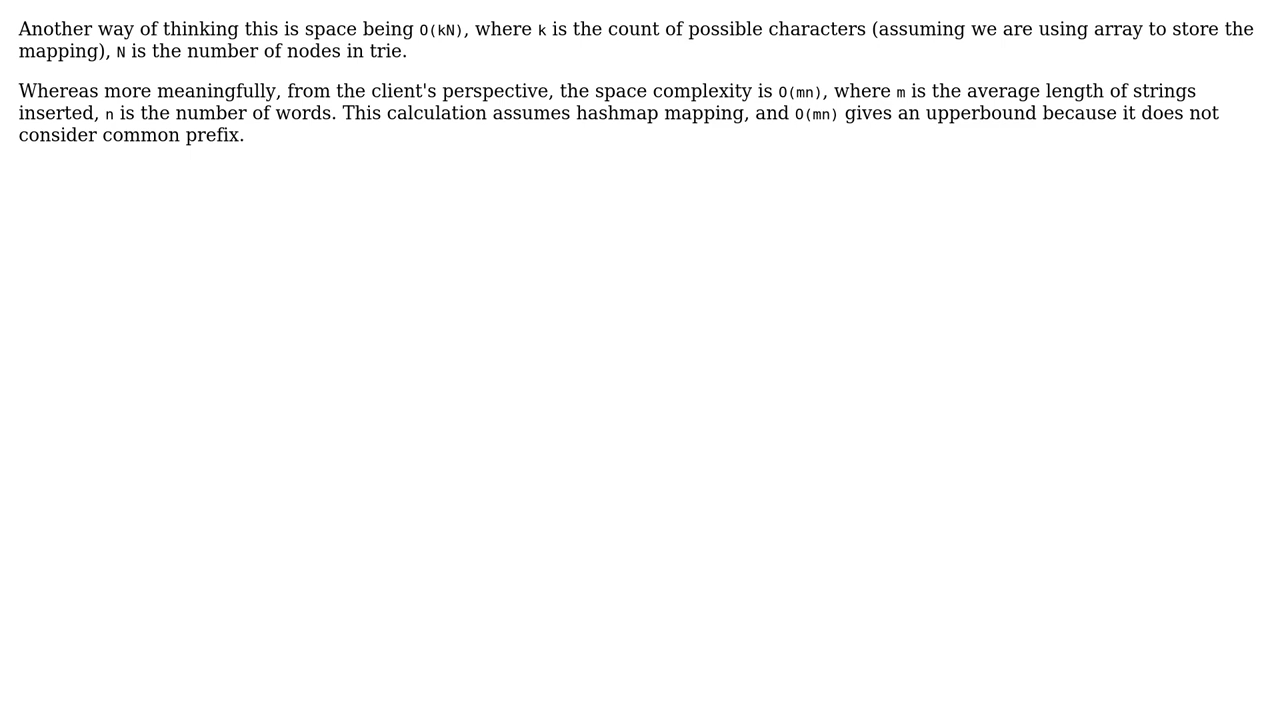 Another way of thinking this is space being O(kN), where k is the count of possible characters (assuming we are using array to store the
mapping), N is the number of nodes in trie.
Whereas more meaningfully, from the client's perspective, the space complexity is O(mn), where m is the average length of strings
inserted, n is the number of words. This calculation assumes hashmap mapping, and O(mn) gives an upperbound because it does not
consider common prefix.